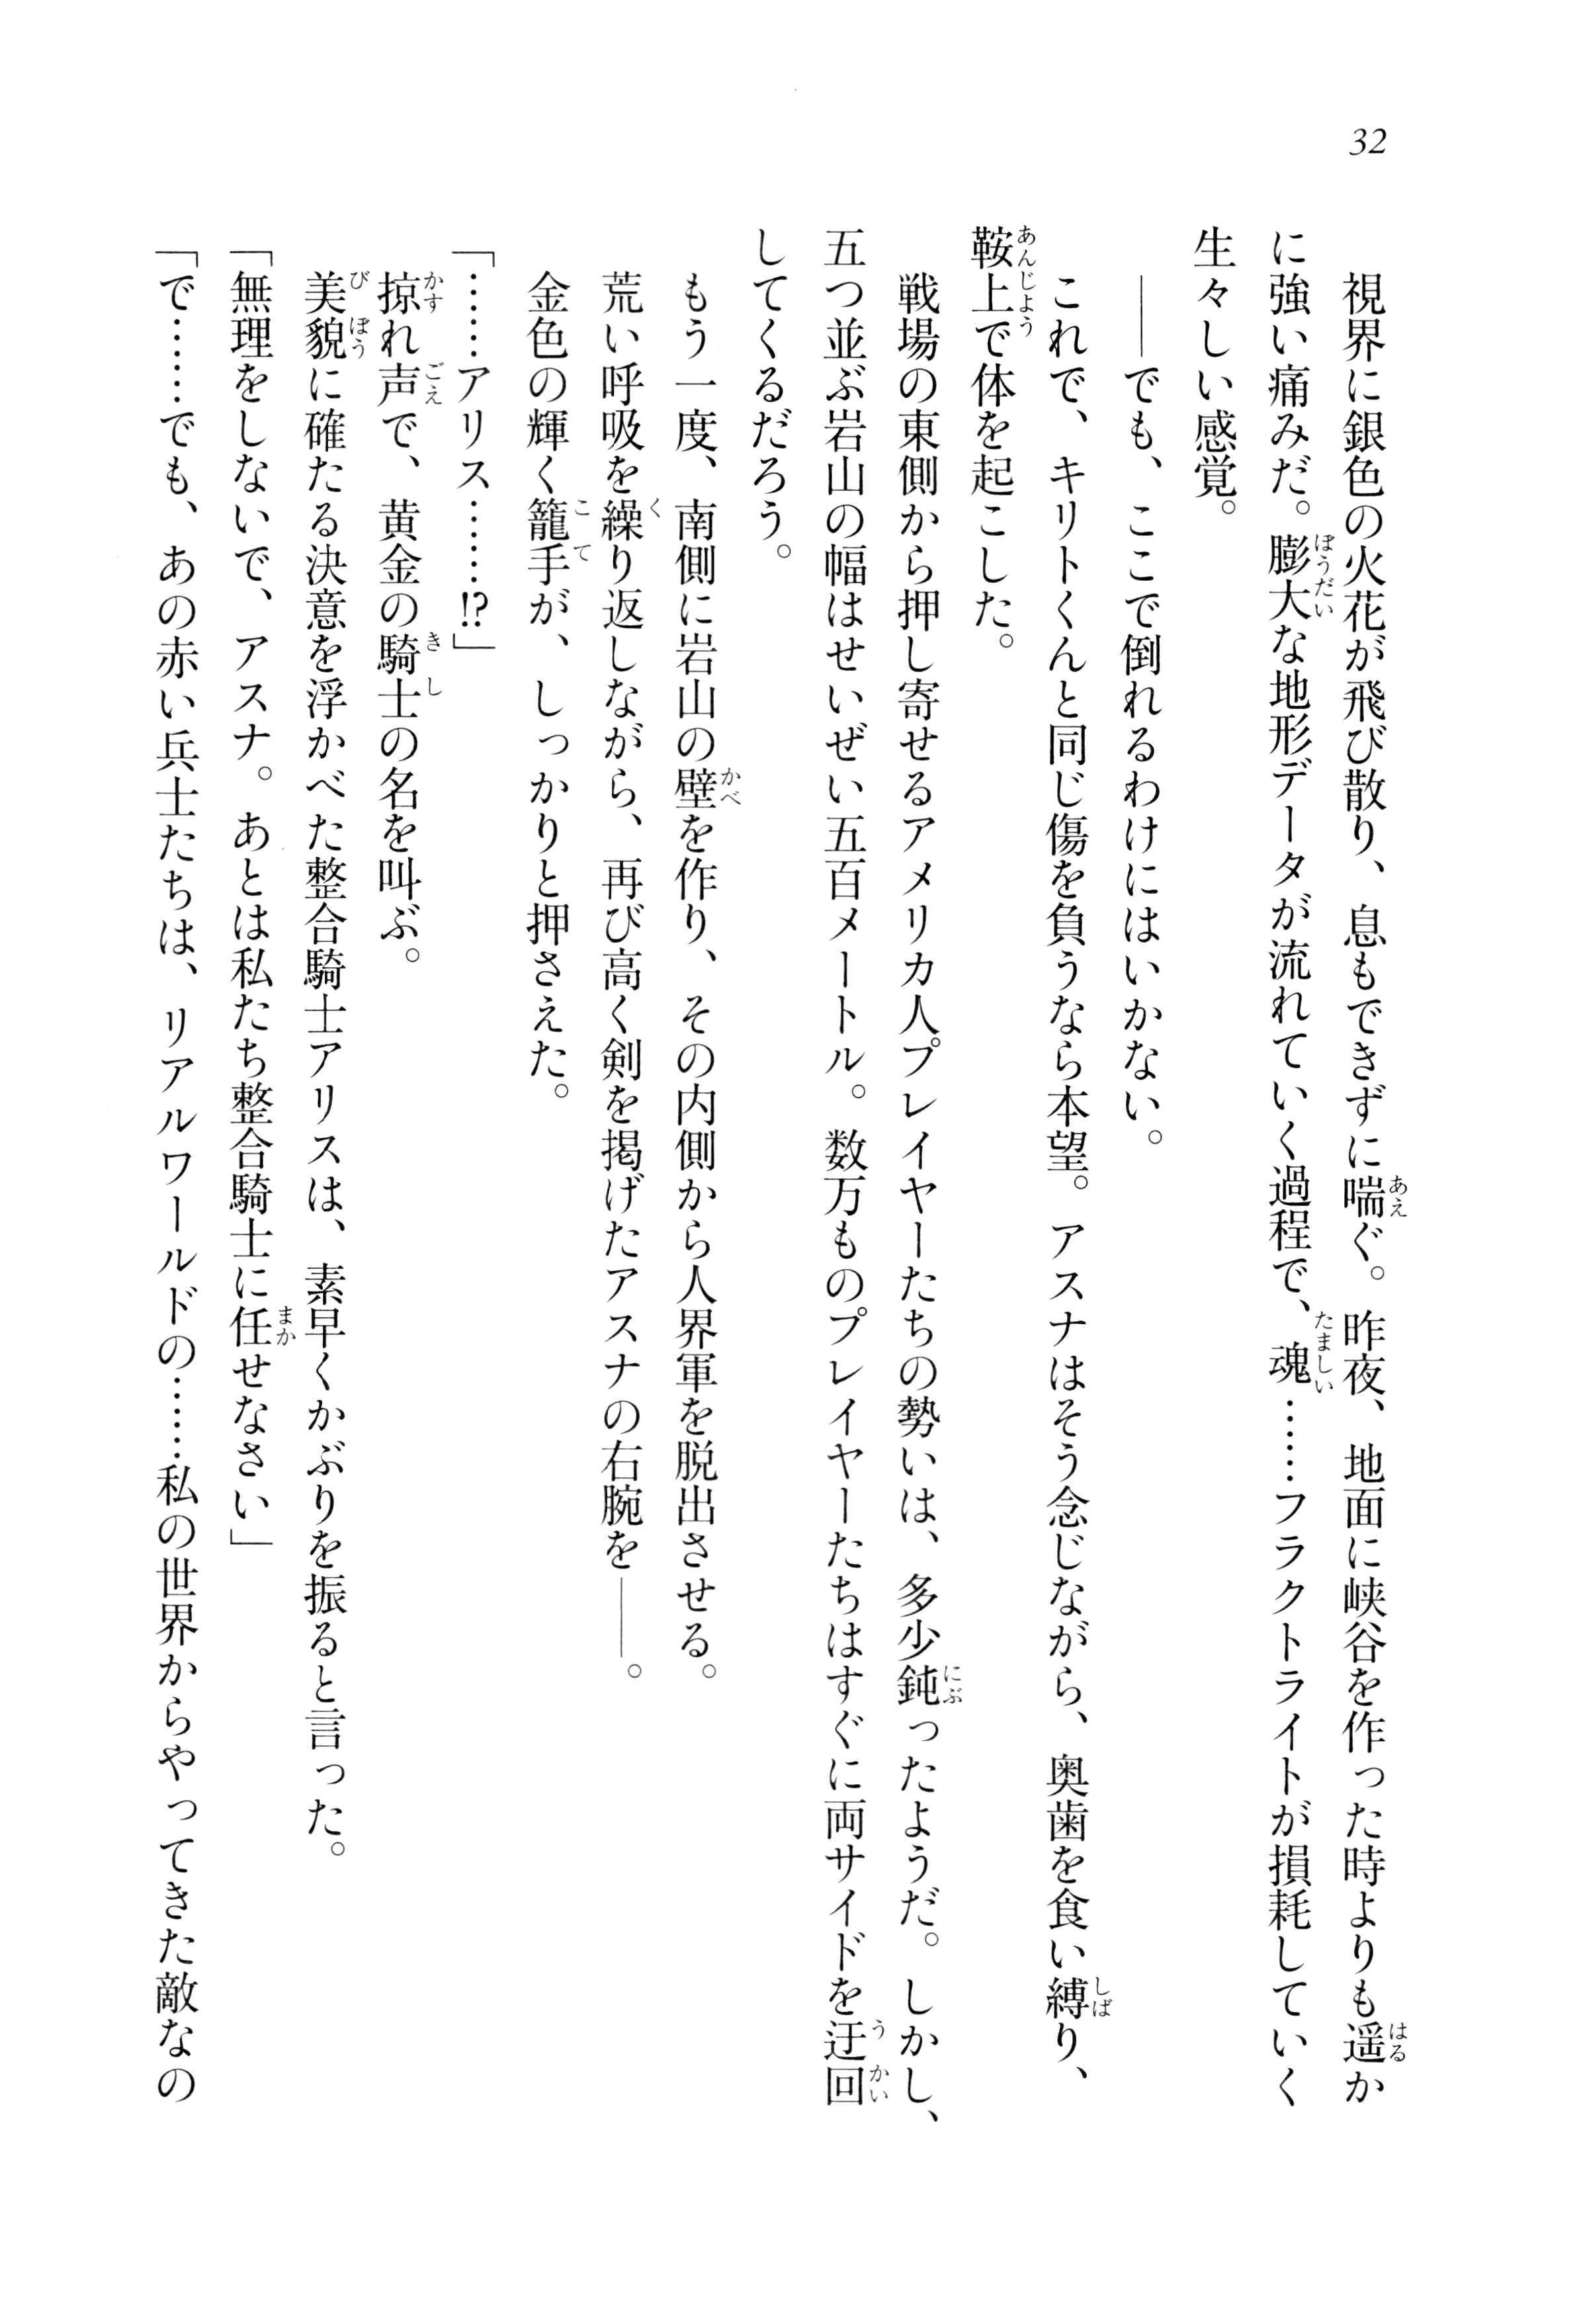 32
視界に銀色の火花が飛び散り、息もできずに喘ぐ。昨夜、地面に峡谷を作った時よりも遥か
に強い痛みだ。膨大な地形データが流れていく過程で、魂……フラクトライトが損耗していく
生々しい感覚。
――でも、ここで倒れるわけにはいかない。
これで、キリトくんと同じ傷を負うなら本望。アスナはそう念じながら、奥歯を食い縛り、
鞍上で体を起こした。
戦場の東側から押し寄せるアメリカ人プレイヤーたちの勢いは、多少鈍ったようだ。しかし、
五つ並ぶ岩山の幅はせいぜい五百メートル。数万ものプレイヤーたちはすぐに両サイドを迂回
してくるだろう。
もう一度、南側に岩山の壁を作り、その内側から人界軍を脱出させる。
荒い呼吸を繰り返しながら、再び高く剣を掲げたアスナの右腕を――。
金色の輝く籠手が、しっかりと押さえた。
「……アリス……⁉」
掠れ声で、黄金の騎士の名を叫ぶ。
美貌に確たる決意を浮かべた整合騎士アリスは、素早くかぶりを振ると言った。
「無理をしないで、アスナ。あとは私たち整合騎士に任せなさい」
「で……でも、あの赤い兵士たちは、リアルワールドの……私の世界からやってきた敵なの